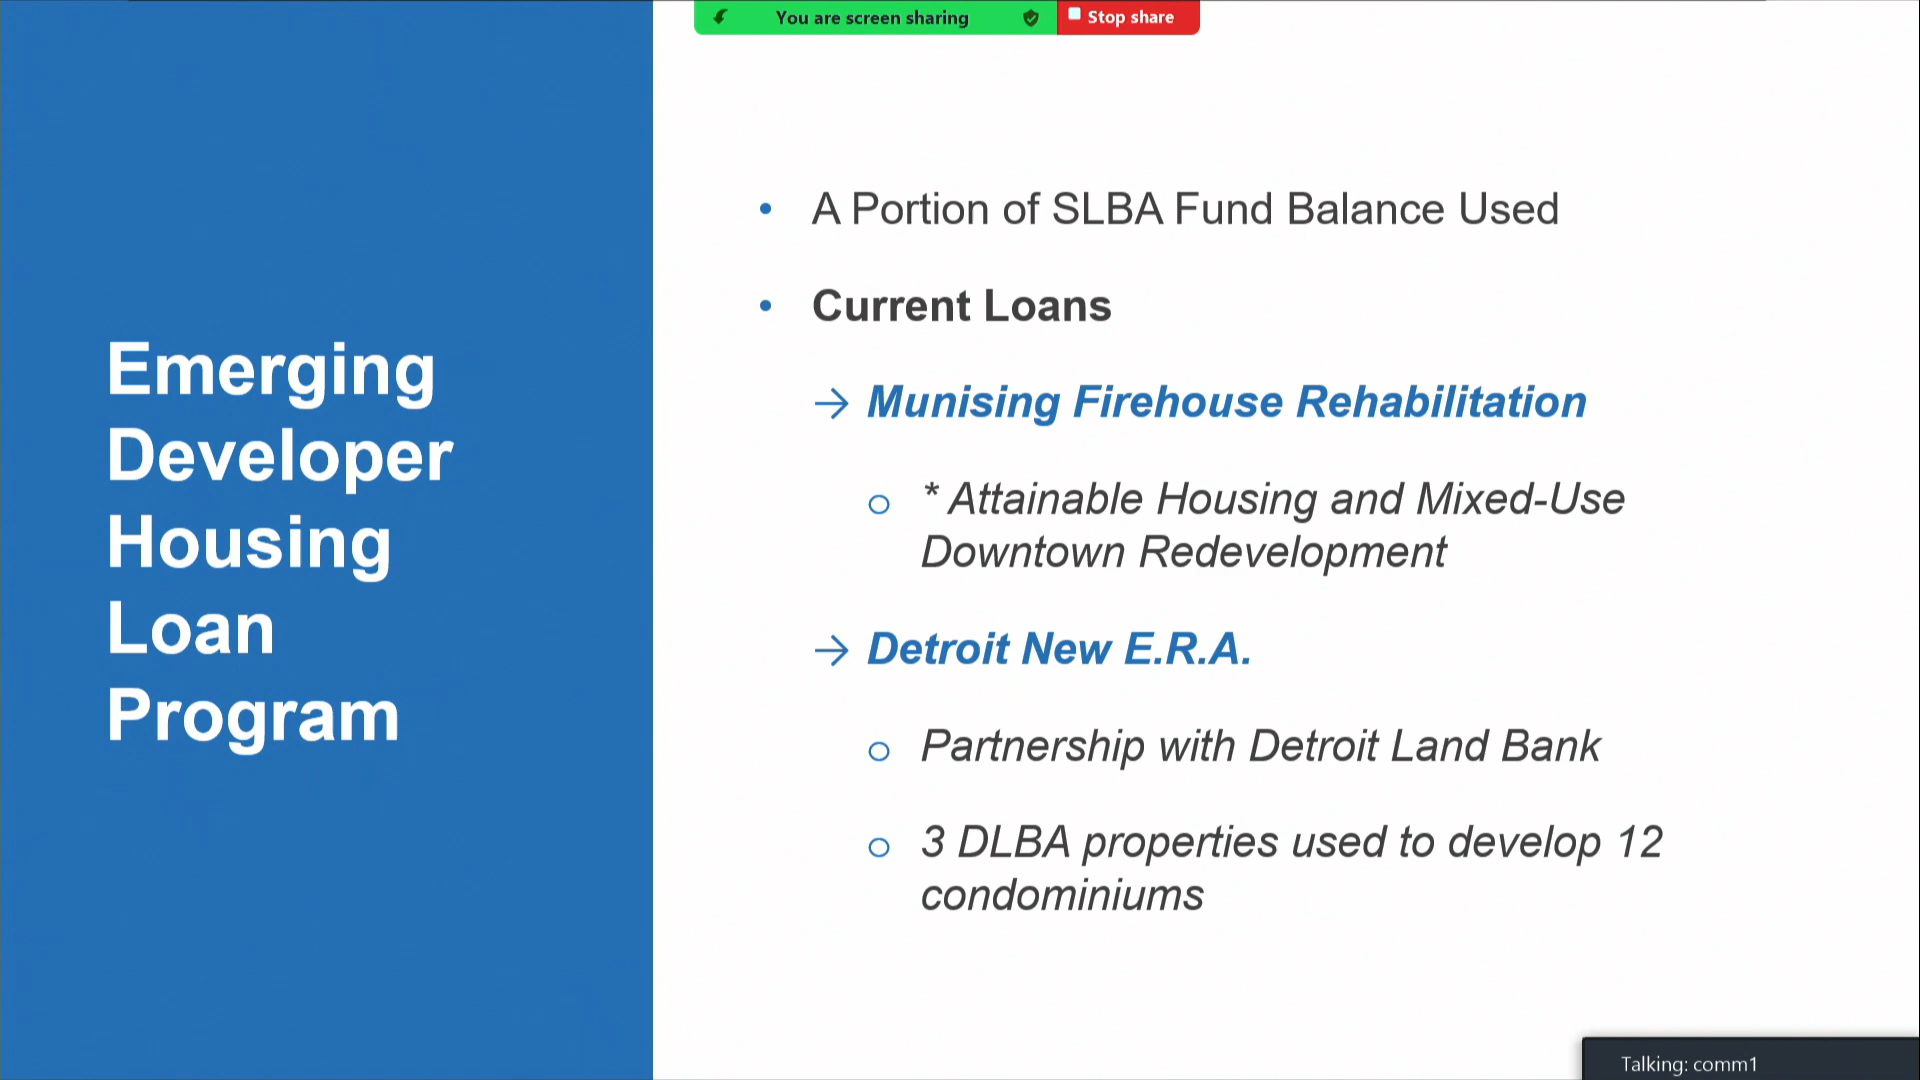 You are screen sharing
Stop share
Emerging
Developer
Housing
Loan
Program
• A Portion of SLBA Fund Balance Used
• Current Loans
→ Munising Firehouse Rehabilitation
o * Attainable Housing and Mixed-Use
Downtown Redevelopment
→ Detroit New E.R.A.
o Partnership with Detroit Land Bank
o 3 DLBA properties used to develop 12
condominiums
Talking: comm1